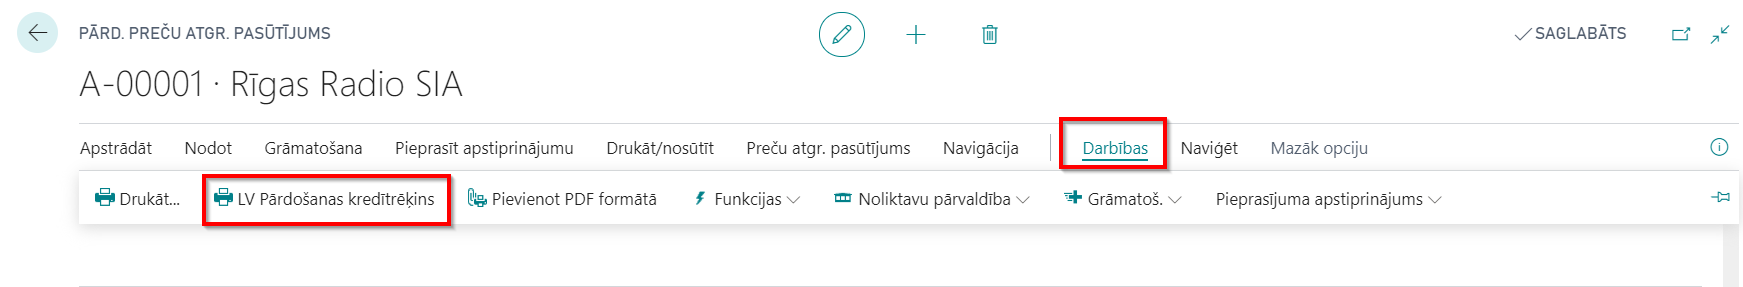 PĀRD. PREČU ATGR. PASŪTĪJUMS
SAGLABĀTS
A-00001 · Rīgas Radio SIA
Apstrādāt Nodot Grāmatošana Pieprasīt apstiprinājumu Drukāt/nosūtīt Preču atgr. pasūtījums Navigācija Darbības Naviģēt Mazāk opciju
Drukāt... LV Pārdošanas kredītrēķins Pievienot PDF formātā Funkcijas Noliktavu pārvaldība Grāmatoš. Pieprasījuma apstiprinājums